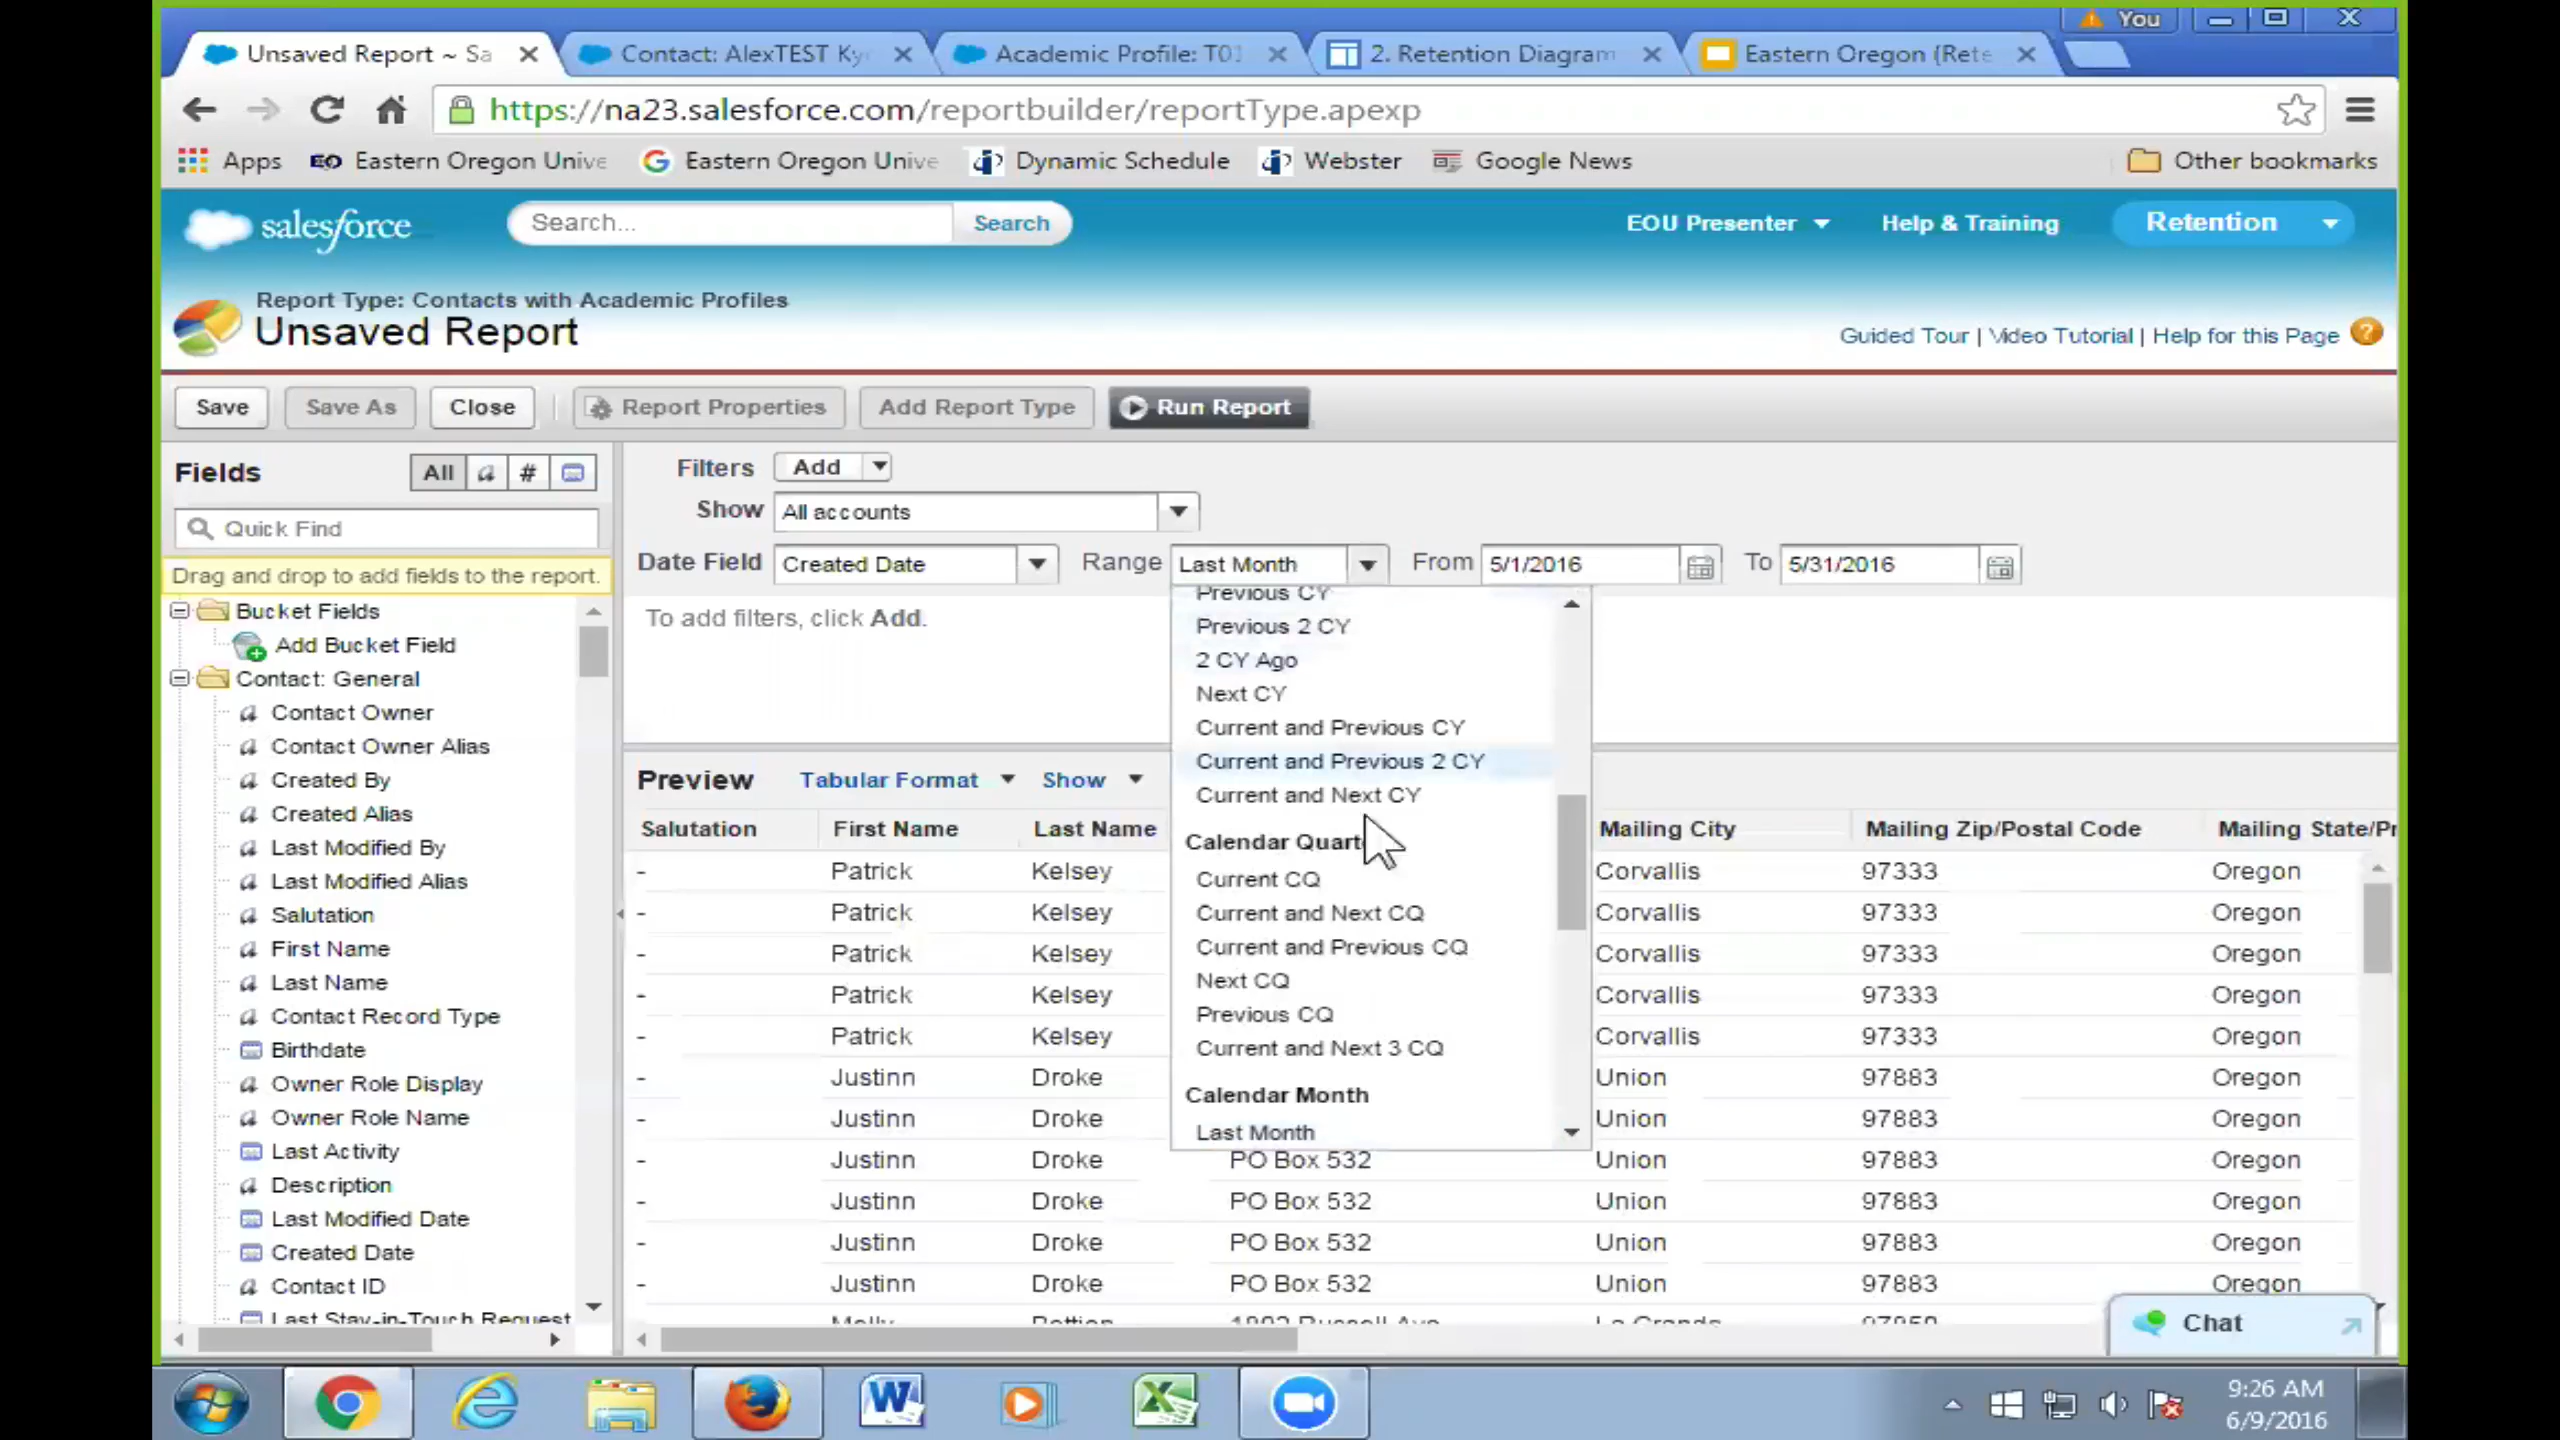 You
Unsaved Report ~ Sa
Contact: AlexTEST Ky
Academic Profile: T01
2. Retention Diagram
Eastern Oregon (Rete
https://na23.salesforce.com/reportbuilder/reportType.apexp
Apps
EO Eastern Oregon Unive
G Eastern Oregon Unive
Dynamic Schedule
Webster
Google News
Other bookmarks
salesforce
Search...
Search
EOU Presenter
Help & Training
Retention
Report Type: Contacts with Academic Profiles
Unsaved Report
Guided Tour | Video Tutorial | Help for this Page
Save
Save As
Close
Report Properties
Add Report Type
Run Report
Fields
All
a
#
Quick Find
Drag and drop to add fields to the report.
Bucket Fields
Add Bucket Field
Contact: General
Contact Owner
Contact Owner Alias
Created By
Created Alias
Last Modified By
Last Modified Alias
Salutation
First Name
Last Name
Contact Record Type
Birthdate
Owner Role Display
Owner Role Name
Last Activity
Description
Last Modified Date
Created Date
Contact ID
Last Stay-in-Touch Request
Filters Add
Show All accounts
Date Field Created Date Range Last Month From 5/1/2016 To 5/31/2016
To add filters, click Add.
Previous CY
Previous 2 CY
2 CY Ago
Next CY
Current and Previous CY
Current and Previous 2 CY
Current and Next CY
Calendar Quart
Current CQ
Current and Next CQ
Current and Previous CQ
Next CQ
Previous CQ
Current and Next 3 CQ
Calendar Month
Last Month
Preview Tabular Format Show
Salutation First Name Last Name Mailing City Mailing Zip/Postal Code Mailing State/Pr
- Patrick Kelsey Corvallis 97333 Oregon
- Patrick Kelsey Corvallis 97333 Oregon
- Patrick Kelsey Corvallis 97333 Oregon
- Patrick Kelsey Corvallis 97333 Oregon
- Patrick Kelsey Corvallis 97333 Oregon
- Justinn Droke Union 97883 Oregon
- Justinn Droke Union 97883 Oregon
- Justinn Droke PO Box 532 Union 97883 Oregon
- Justinn Droke PO Box 532 Union 97883 Oregon
- Justinn Droke PO Box 532 Union 97883 Oregon
- Justinn Droke PO Box 532 Union 97883 Oregon
Chat
9:26 AM
6/9/2016